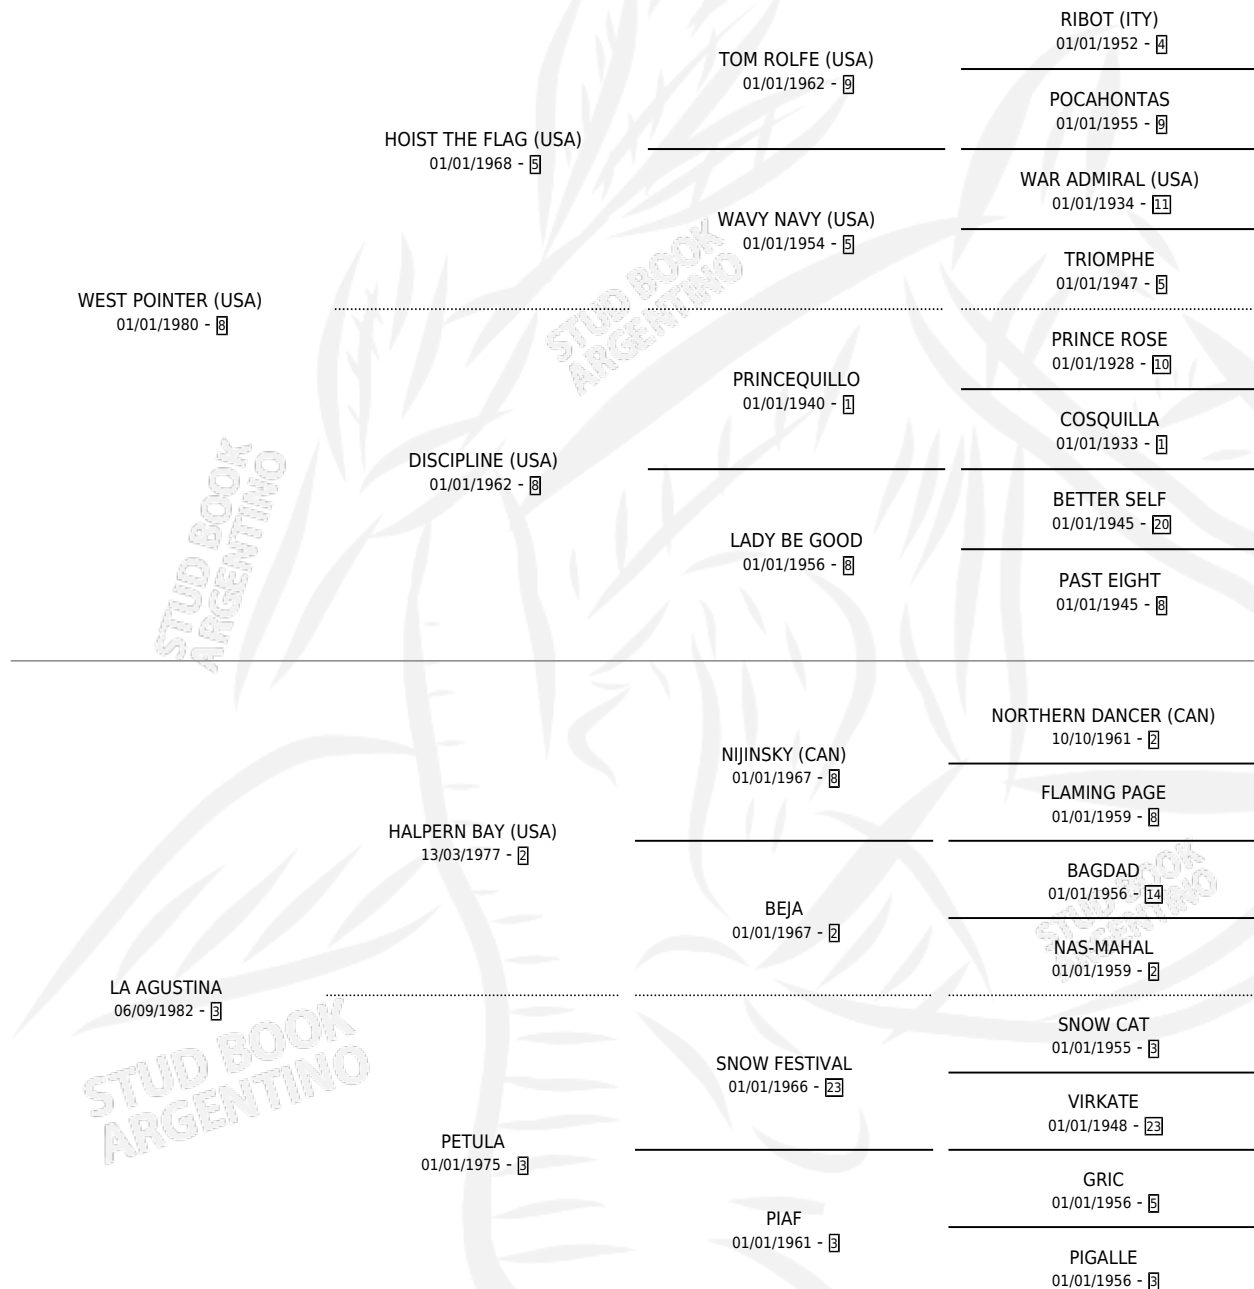 RIBOT (ITY)
01/01/1952 - 4
TOM ROLFE (USA)
01/01/1962 - 9
POCAHONTAS
01/01/1955 - 9
HOIST THE FLAG (USA)
01/01/1968 - 5
WAR ADMIRAL (USA)
01/01/1934 - 11
WAVY NAVY (USA)
01/01/1954 - 5
TRIOMPHE
01/01/1947 - 5
WEST POINTER (USA)
01/01/1980 - 8
PRINCE ROSE
01/01/1928 - 10
PRINCEQUILLO
01/01/1940 - 1
COSQUILLA
01/01/1933 - 1
DISCIPLINE (USA)
01/01/1962 - 8
BETTER SELF
01/01/1945 - 20
LADY BE GOOD
01/01/1956 - 8
PAST EIGHT
01/01/1945 - 8
NORTHERN DANCER (CAN)
10/10/1961 - 2
NIJINSKY (CAN)
01/01/1967 - 8
FLAMING PAGE
01/01/1959 - 8
HALPERN BAY (USA)
13/03/1977 - 2
BAGDAD
01/01/1956 - 14
BEJA
01/01/1967 - 2
NAS-MAHAL
01/01/1959 - 2
LA AGUSTINA
06/09/1982 - 3
SNOW CAT
01/01/1955 - 3
SNOW FESTIVAL
01/01/1966 - 23
VIRKATE
01/01/1948 - 23
PETULA
01/01/1975 - 3
GRIC
01/01/1956 - 5
PIAF
01/01/1961 - 3
PIGALLE
01/01/1956 - 3
STUD BOOK
ARGENTINO
STUD BOOK
ARGENTINO
STUD BOOK
ARGENTINO
STUD BOOK
ARGENTINO